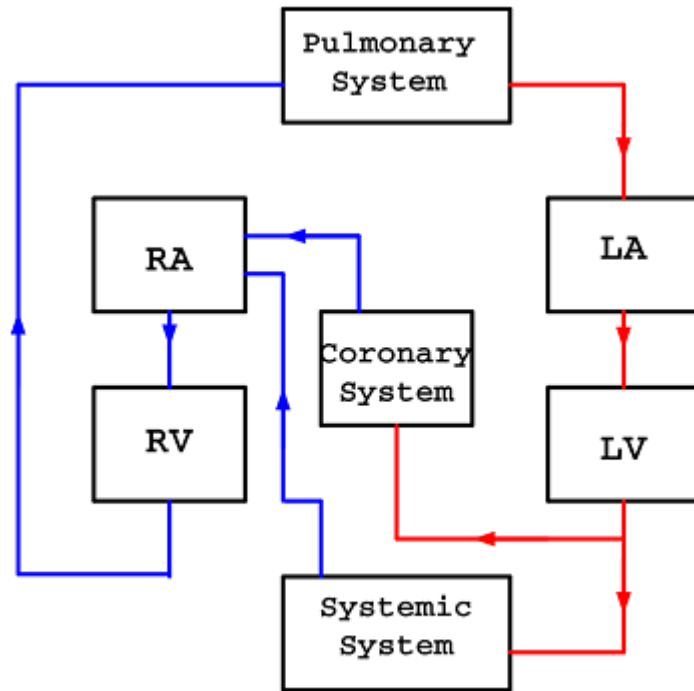 Pulmonary
System
RA
LA
Coronary
System
RV
LV
Systemic
System